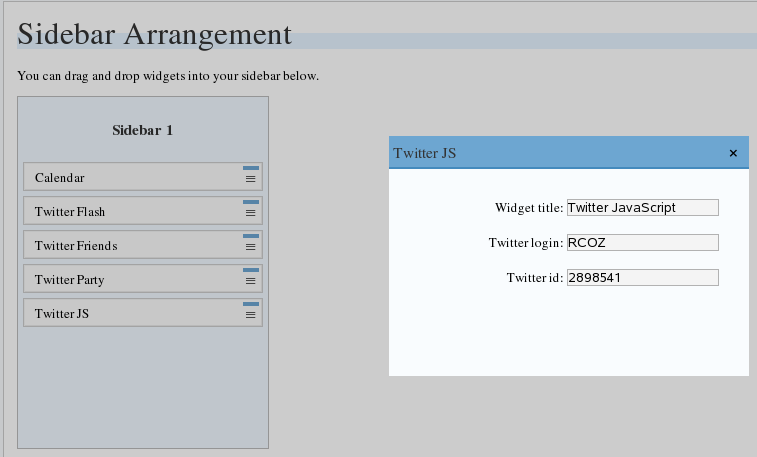 Sidebar Arrangement
You can drag and drop widgets into your sidebar below.
Sidebar 1
Calendar
Twitter Flash
Twitter Friends
Twitter Party
Twitter JS
Twitter JS ×
Widget title: Twitter JavaScript
Twitter login: RCOZ
Twitter id: 2898541